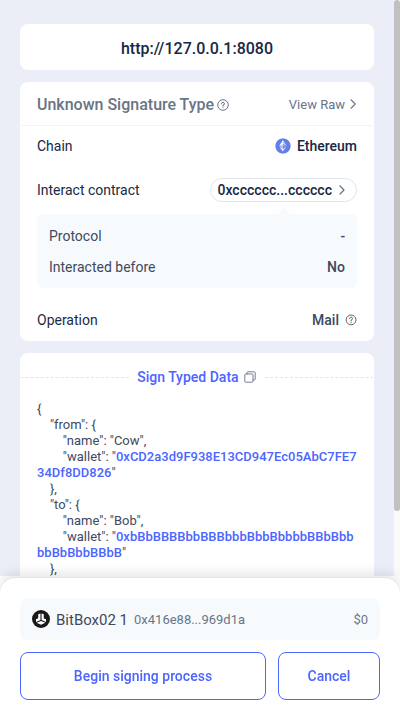 http://127.0.0.1:8080
Unknown Signature Type
View Raw
Chain
Ethereum
Interact contract
0xcccccc...cccccc
Protocol
-
Interacted before
No
Operation
Mail
Sign Typed Data
{
"from": {
"name": "Cow",
"wallet": "0xCD2a3d9F938E13CD947Ec05AbC7FE7
34Df8DD826"
},
"to": {
"name": "Bob",
"wallet": "0xbBbBBBBbbBBBbbbBbbBbbbbBBbBbb
bbBbBbbBBbB"
},
BitBox02 1 0x416e88...969d1a
$0
Begin signing process
Cancel